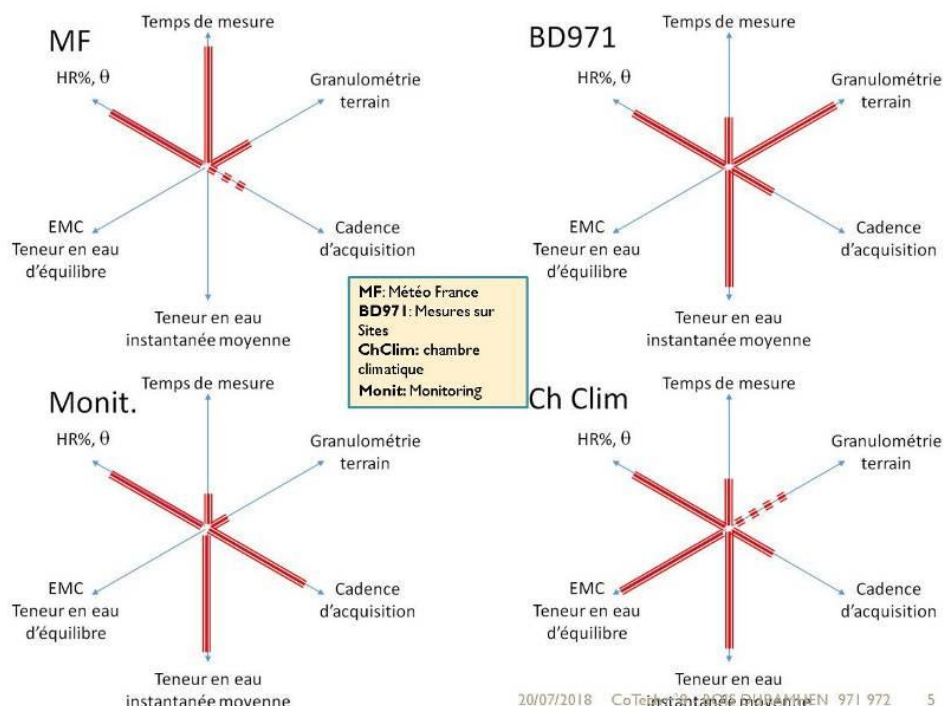 MF
Temps de mesure
HR%, θ
Granulométrie
terrain
EMC
Teneur en eau
d'équilibre
Cadence
d'acquisition
Teneur en eau
instantanée moyenne
BD971
Temps de mesure
HR%, θ
Granulométrie
terrain
EMC
Teneur en eau
d'équilibre
Cadence
d'acquisition
Teneur en eau
instantanée moyenne
MF: Météo France
BD971: Mesures sur
Sites
ChClim: chambre
climatique
Monit: Monitoring
Monit.
Temps de mesure
HR%, θ
Granulométrie
terrain
EMC
Teneur en eau
d'équilibre
Cadence
d'acquisition
Teneur en eau
instantanée moyenne
Ch Clim
Temps de mesure
HR%, θ
Granulométrie
terrain
EMC
Teneur en eau
d'équilibre
Cadence
d'acquisition
Teneur en eau
instantanée moyenne
20/07/2018 971 972 5